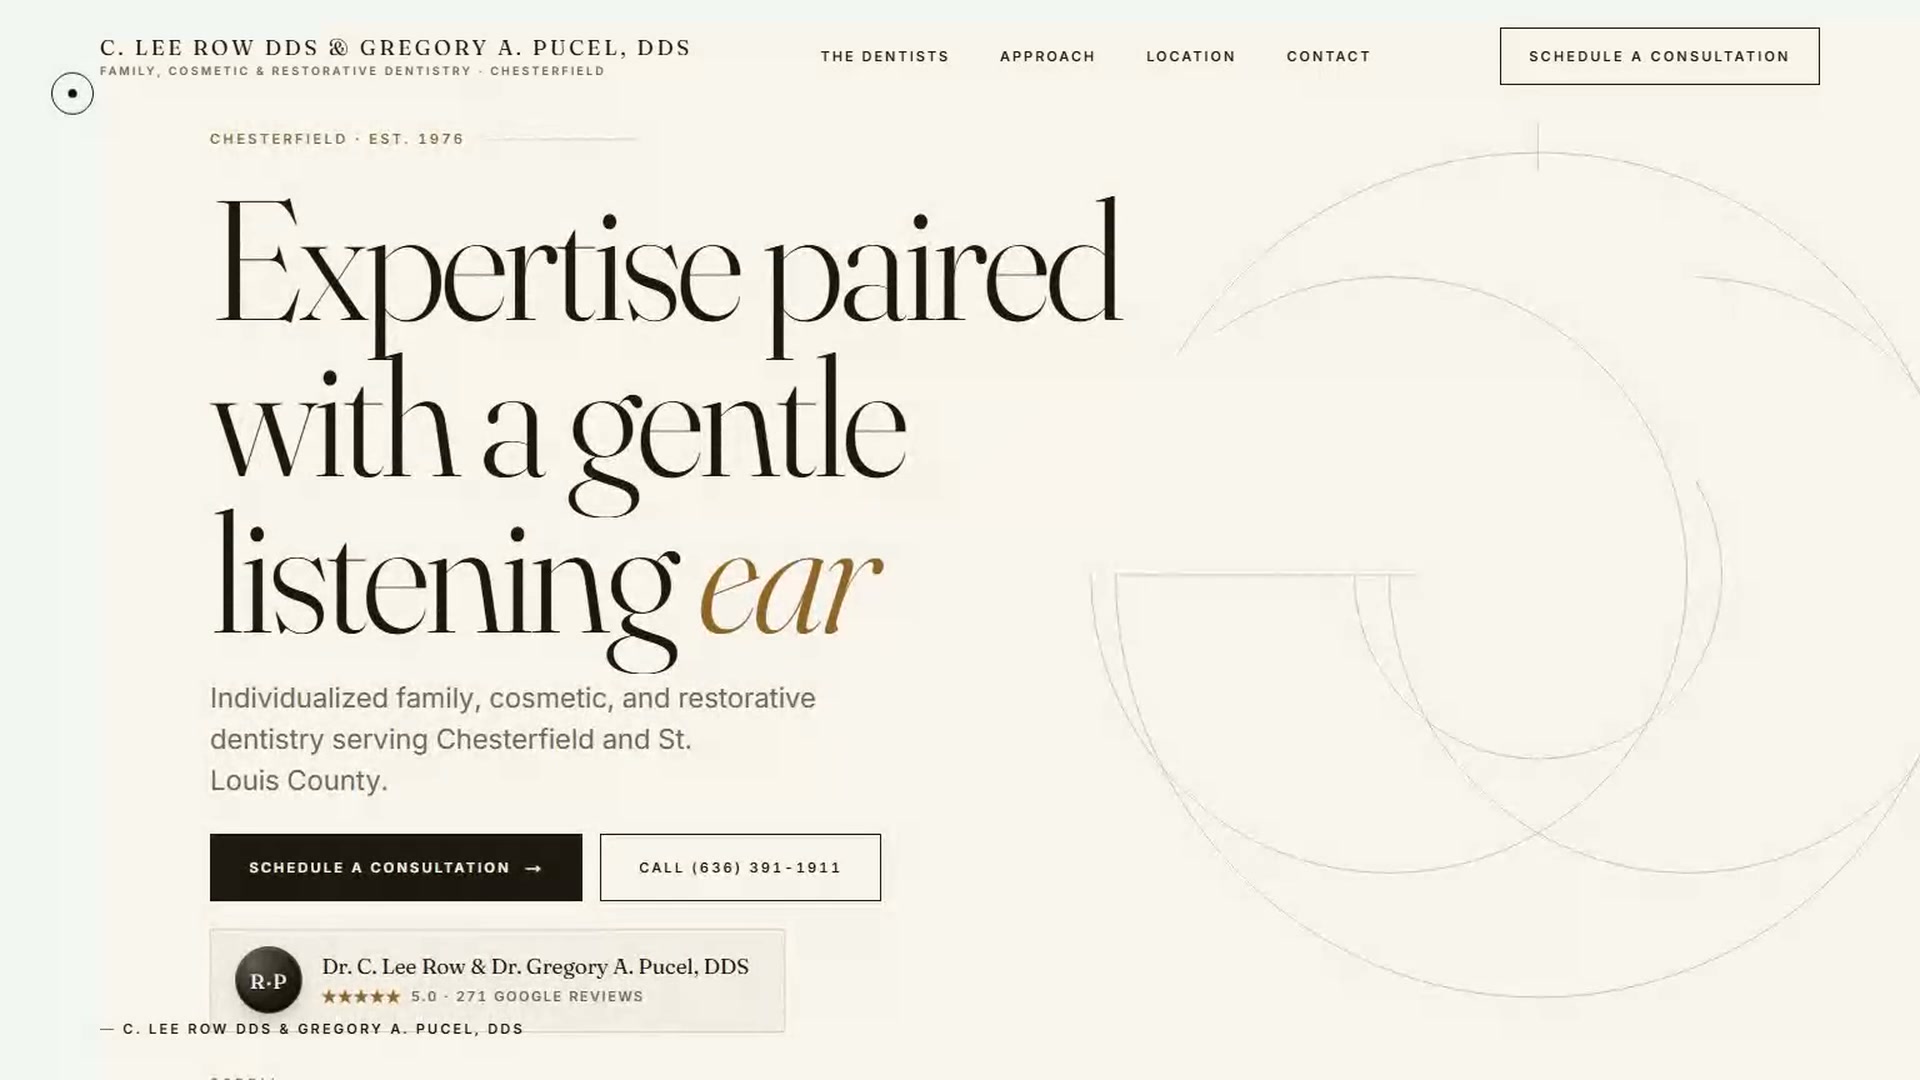 C. LEE ROW DDS & GREGORY A. PUCEL, DDS
FAMILY, COSMETIC & RESTORATIVE DENTISTRY · CHESTERFIELD
THE DENTISTS
APPROACH
LOCATION
CONTACT
SCHEDULE A CONSULTATION
CHESTERFIELD · EST. 1976
Expertise paired
with a gentle
listening ear
Individualized family, cosmetic, and restorative
dentistry serving Chesterfield and St.
Louis County.
SCHEDULE A CONSULTATION →
CALL (636) 391-1911
R·P
Dr. C. Lee Row & Dr. Gregory A. Pucel, DDS
★★★★★ 5.0 · 271 GOOGLE REVIEWS
— C. LEE ROW DDS & GREGORY A. PUCEL, DDS